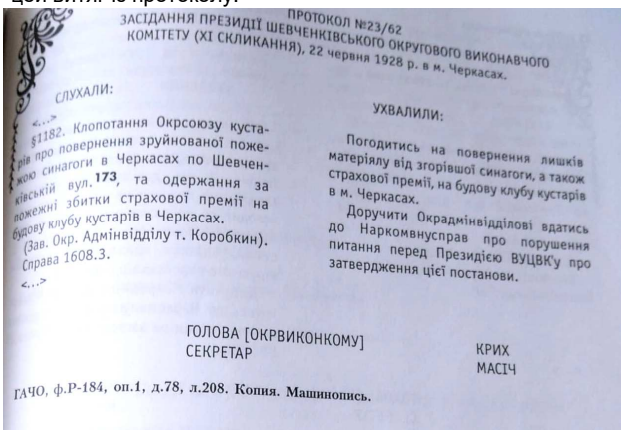 цей витяг із протоколу:
ПРОТОКОЛ №23/62
ЗАСІДАННЯ ПРЕЗИДІЇ ШЕВЧЕНКІВСЬКОГО ОКРУГОВОГО ВИКОНАВЧОГО
КОМІТЕТУ (XI СКЛИКАННЯ), 22 червня 1928 р. в м. Черкасах.
СЛУХАЛИ:
<...>
§1182. Клопотання Окрсоюзу куста-
рів про повернення зруйнованої поже-
жою синагоги в Черкасах по Шевчен-
ківській вул.173, та одержання за
пожежні збитки страхової премії на
будову клубу кустарів в Черкасах.
(Зав. Окр. Адмінвідділу т. Коробкин).
Справа 1608.3.
<...>
УХВАЛИЛИ:
Погодитись на повернення лишків
матеріялу від згорівшої синагоги, а також
страхової премії, на будову клубу кустарів
в м. Черкасах.
Доручити Окрадмінвідділові вдатись
до Наркомвнусправ про порушення
питання перед Президією ВУЦВК'у про
затвердження цієї постанови.
ГОЛОВА [ОКРВИКОНКОМУ] КРИХ
СЕКРЕТАР МАСІЧ
ГАЧО, ф.Р-184, оп.1, д.78, л.208. Копия. Машинопись.